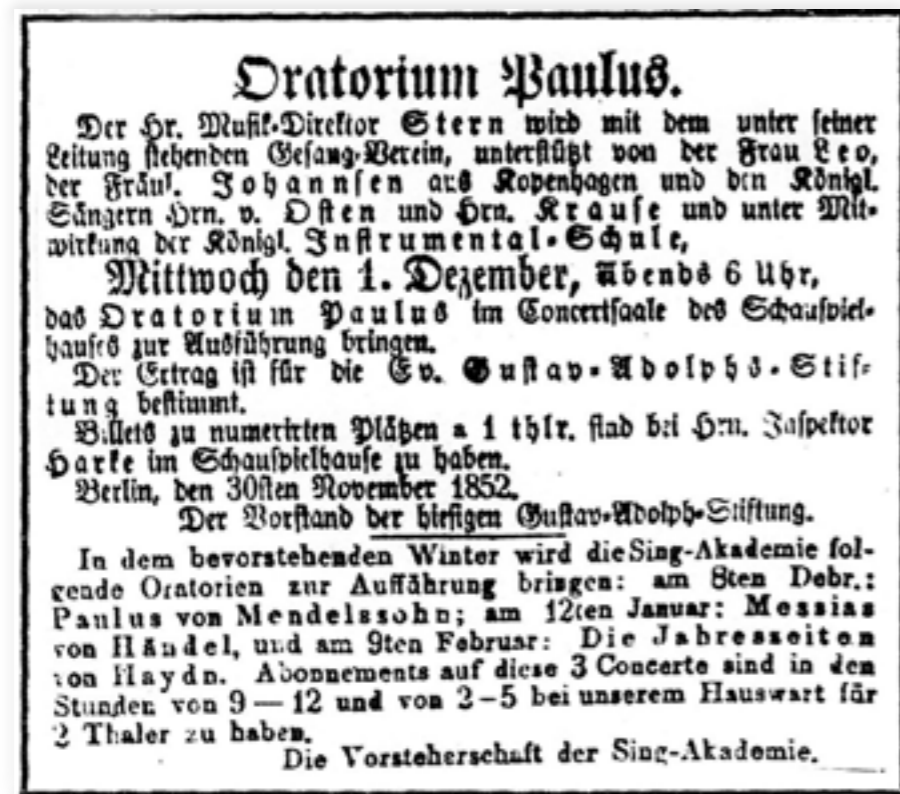 Oratorium Paulus.
Der Hr. Musik-Direktor Stern wird mit dem unter seiner
Leitung stehenden Gesang-Verein, unterstützt von der Frau Leo,
der Fräul. Johannsen aus Kopenhagen und den Königl.
Sängern Hrn. v. Osten und Hrn. Krause und unter Mit-
wirkung der Königl. Instrumental-Schule,
Mittwoch den 1. Dezember, Abends 6 Uhr,
das Oratorium Paulus im Concertsaale des Schauspiel-
hauses zur Ausführung bringen.
Der Ertrag ist für die Ev. Gustav-Adolphs-Stif-
tung bestimmt.
Billets zu numerirten Plätzen a 1 thlr. sind bei Hrn. Inspektor
Harke im Schauspielhause zu haben.
Berlin, den 30sten November 1852.
Der Vorstand der hiesigen Gustav-Adolph-Stiftung.
In dem bevorstehenden Winter wird die Sing-Akademie fol-
gende Oratorien zur Aufführung bringen: am 8ten Debr.:
Paulus von Mendelssohn; am 12ten Januar: Messias
von Händel, und am 9ten Februar: Die Jahreszeiten
von Haydn. Abonnements auf diese 3 Concerte sind in den
Stunden von 9 — 12 und von 2-5 bei unserem Hauswart für
2 Thaler zu haben.
Die Vorsteherschaft der Sing-Akademie.